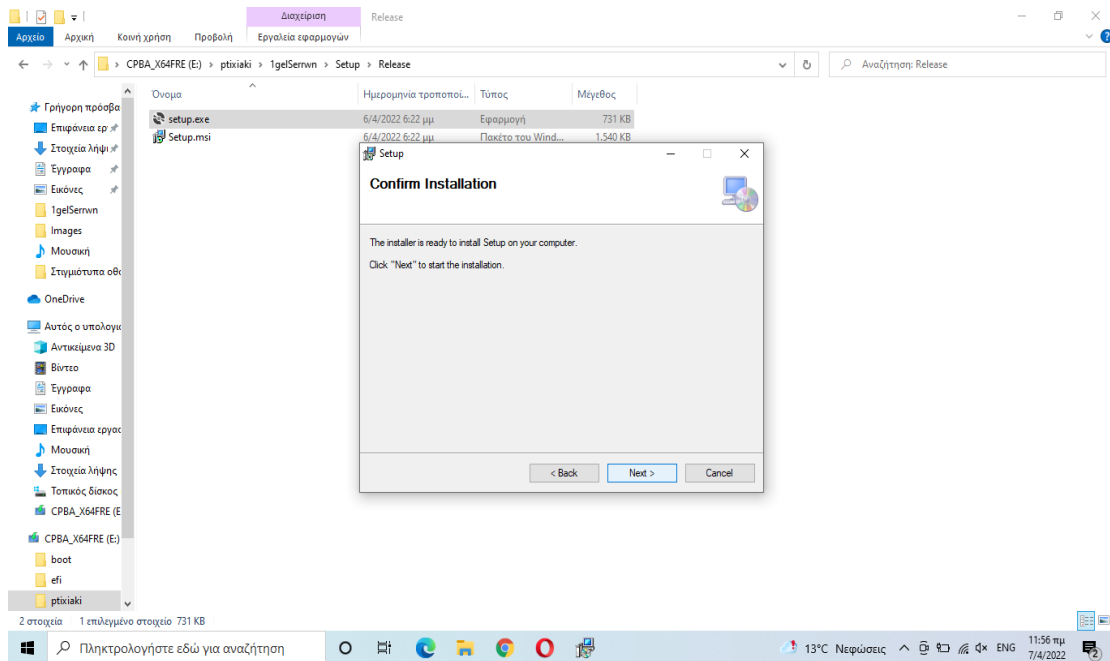 Διαχείριση
Release
Αρχείο Αρχική Κοινή χρήση Προβολή Εργαλεία εφαρμογών
CPBA_X64FRE (E:) › ptixiaki › 1gelSerrwn › Setup › Release
Αναζήτηση: Release
Όνομα Ημερομηνία τροποποί... Τύπος Μέγεθος
setup.exe 6/4/2022 6:22 μμ Εφαρμογή 731 KB
Setup.msi 6/4/2022 6:22 μμ Πακέτο του Wind... 1.540 KB
Γρήγορη πρόσβα
Επιφάνεια ερ
Στοιχεία λήψι
Έγγραφα
Εικόνες
1gelSerrwn
Images
Μουσική
Στιγμιότυπα οθο
OneDrive
Αυτός ο υπολογισ
Αντικείμενα 3D
Βίντεο
Έγγραφα
Εικόνες
Επιφάνεια εργασ
Μουσική
Στοιχεία λήψης
Τοπικός δίσκος
CPBA_X64FRE (E
CPBA_X64FRE (E:)
boot
efi
ptixiaki
Setup
Confirm Installation
The installer is ready to install Setup on your computer.
Click "Next" to start the installation.
< Back Next > Cancel
2 στοιχεία 1 επιλεγμένο στοιχείο 731 KB
Πληκτρολογήστε εδώ για αναζήτηση
13°C Νεφώσεις ENG 11:56 πμ
7/4/2022
2